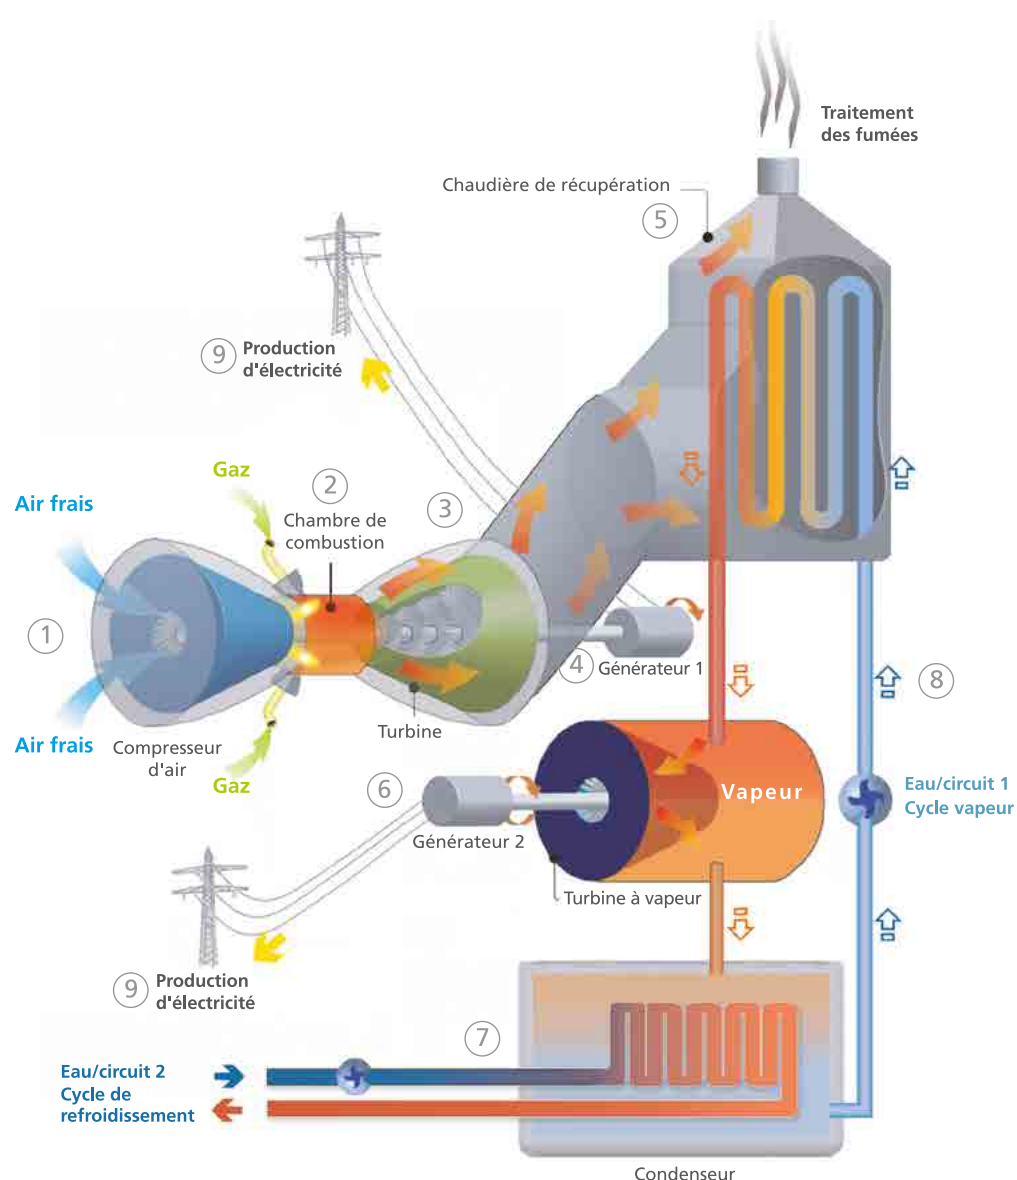 Traitement
des fumées
Chaudière de récupération
5
9
Production
d'électricité
Gaz
2
Air frais
3
Chambre de
combustion
1
4
Générateur 1
8
Turbine
Air frais
Compresseur
d'air
Gaz
6
Vapeur
Eau/circuit 1
Cycle vapeur
Générateur 2
Turbine à vapeur
9
Production
d'électricité
7
Eau/circuit 2
Cycle de
refroidissement
Condenseur